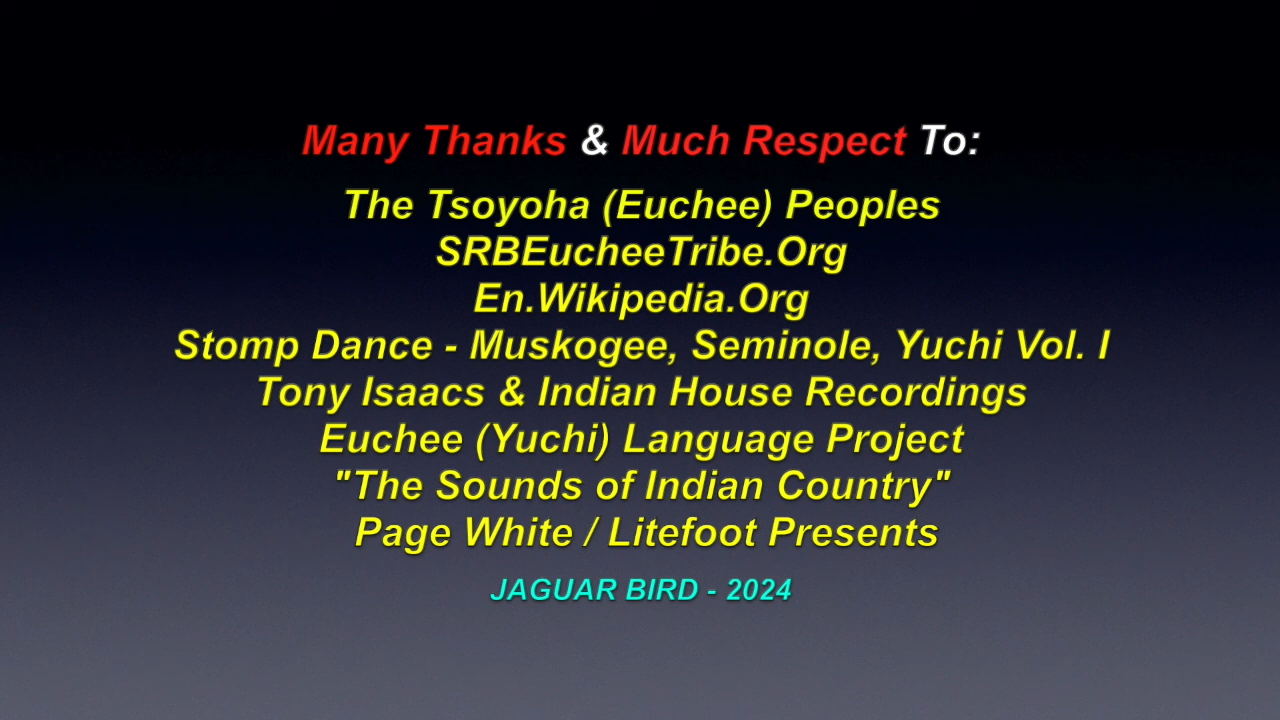 Many Thanks & Much Respect To:
The Tsoyoha (Euchee) Peoples
SRBEucheeTribe.Org
En.Wikipedia.Org
Stomp Dance - Muskogee, Seminole, Yuchi Vol. I
Tony Isaacs & Indian House Recordings
Euchee (Yuchi) Language Project
"The Sounds of Indian Country"
Page White / Litefoot Presents
JAGUAR BIRD - 2024